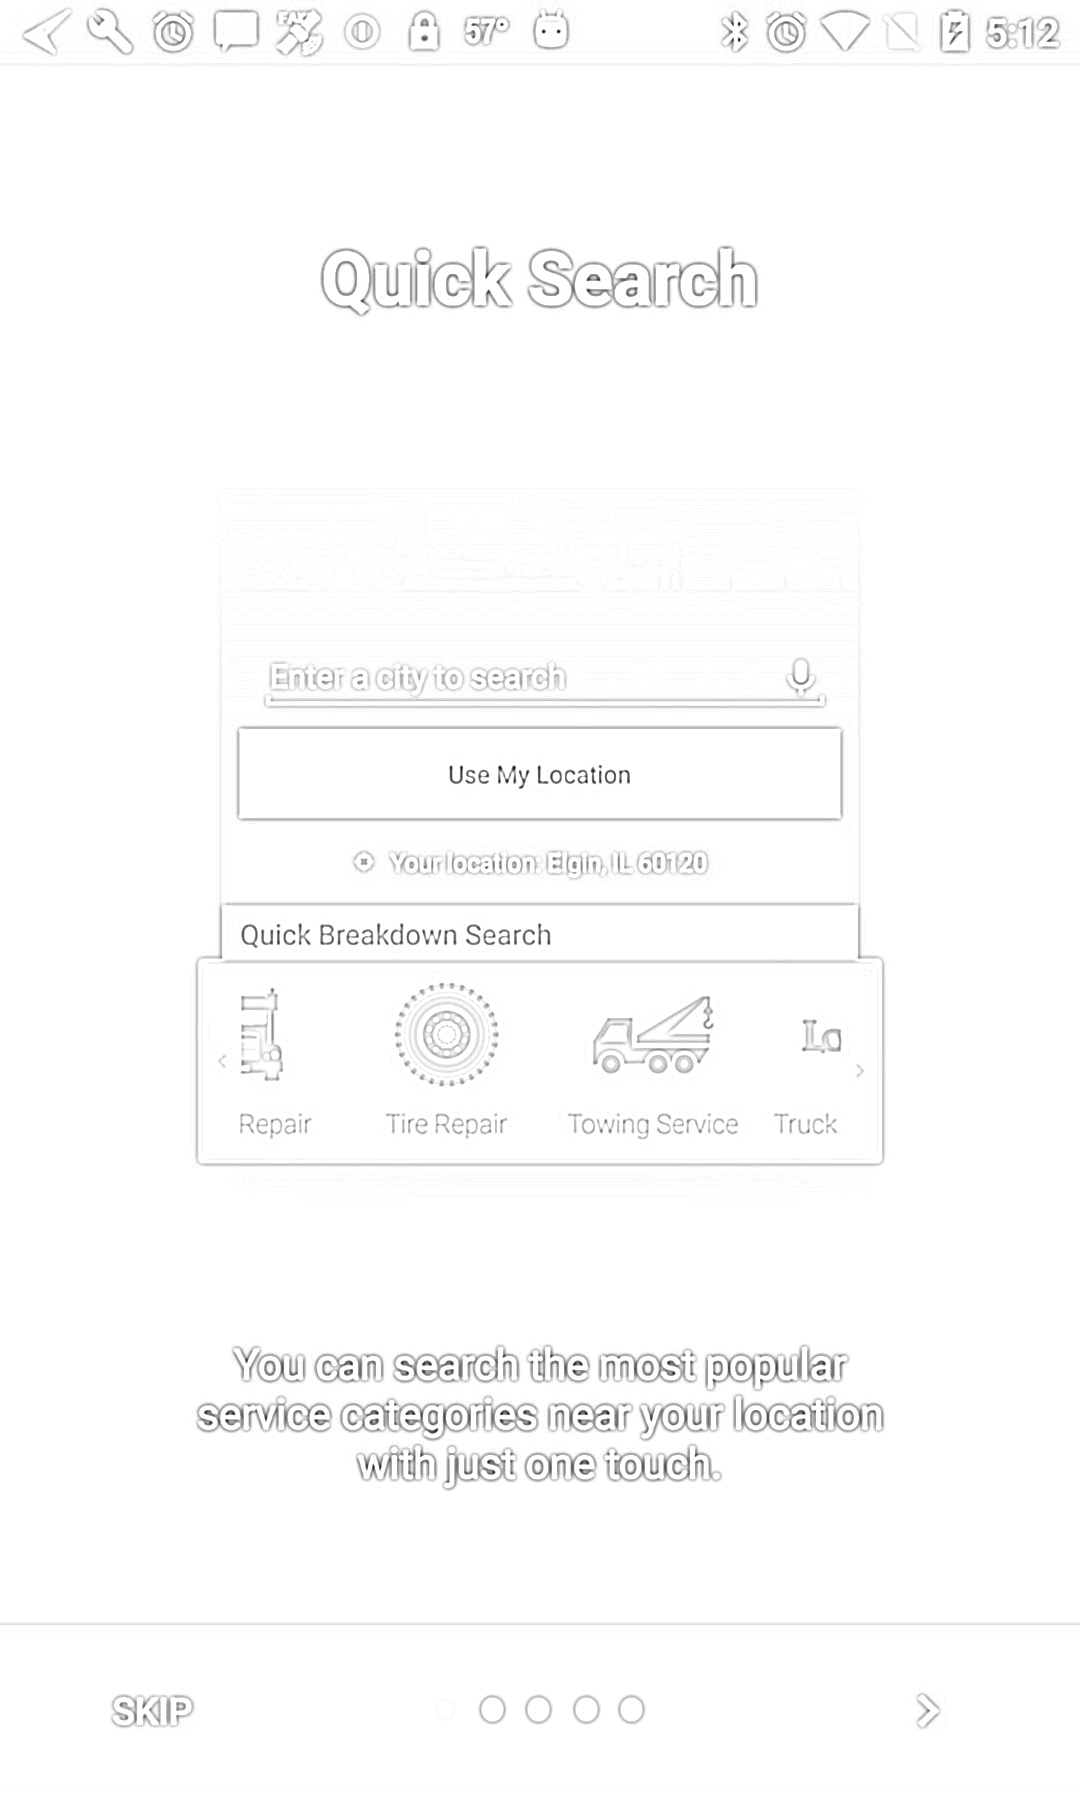 57° 5:12
Quick Search
Enter a city to search
Use My Location
Your location: Elgin, IL 60120
Quick Breakdown Search
Repair Tire Repair Towing Service Truck
You can search the most popular
service categories near your location
with just one touch.
SKIP